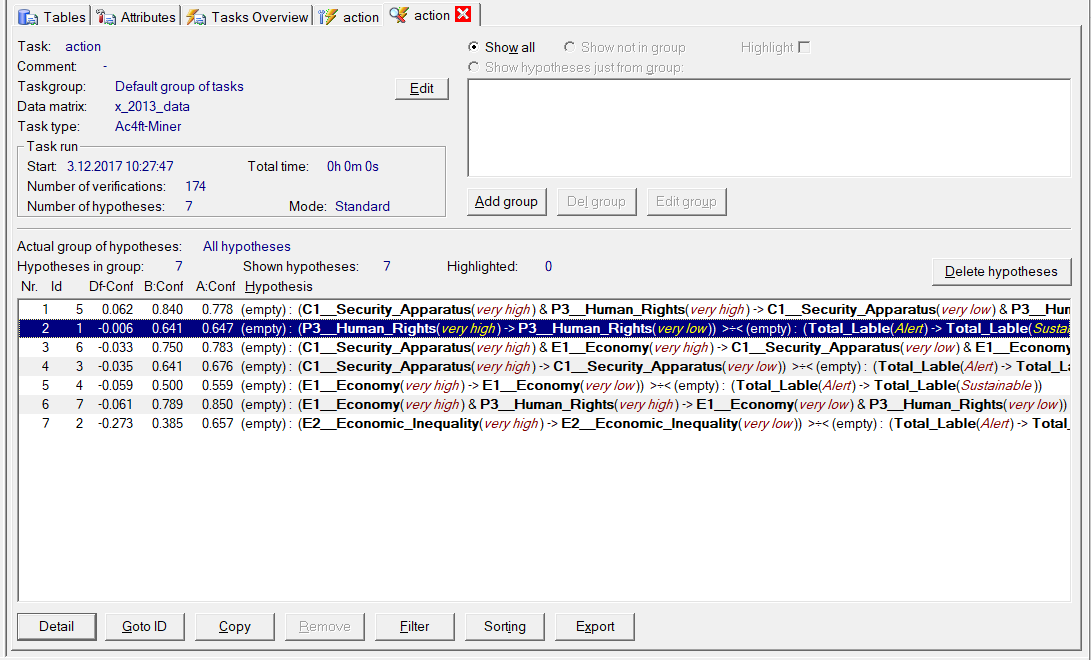 Tables Attributes Tasks Overview action action
Task: action
Comment: -
Taskgroup: Default group of tasks
Data matrix: x_2013_data
Task type: Ac4ft-Miner
Edit
Task run
Start: 3.12.2017 10:27:47 Total time: 0h 0m 0s
Number of verifications: 174
Number of hypotheses: 7 Mode: Standard
Show all Show not in group Highlight
Show hypotheses just from group:
Add group Del group Edit group
Actual group of hypotheses: All hypotheses
Hypotheses in group: 7 Shown hypotheses: 7 Highlighted: 0
Delete hypotheses
Nr. Id Df-Conf B:Conf A:Conf Hypothesis
1 5 0.062 0.840 0.778 (empty) : (C1__Security_Apparatus(very high) & P3__Human_Rights(very high) -> C1__Security_Apparatus(very low) & P3__Hum
2 1 -0.006 0.641 0.647 (empty) : (P3__Human_Rights(very high) -> P3__Human_Rights(very low)) >÷< (empty) : (Total_Lable(Alert) -> Total_Lable(Susta
3 6 -0.033 0.750 0.783 (empty) : (C1__Security_Apparatus(very high) & E1__Economy(very high) -> C1__Security_Apparatus(very low) & E1__Economy
4 3 -0.035 0.641 0.676 (empty) : (C1__Security_Apparatus(very high) -> C1__Security_Apparatus(very low)) >÷< (empty) : (Total_Lable(Alert) -> Total_La
5 4 -0.059 0.500 0.559 (empty) : (E1__Economy(very high) -> E1__Economy(very low)) >÷< (empty) : (Total_Lable(Alert) -> Total_Lable(Sustainable ))
6 7 -0.061 0.789 0.850 (empty) : (E1__Economy(very high) & P3__Human_Rights(very high) -> E1__Economy(very low) & P3__Human_Rights(very low))
7 2 -0.273 0.385 0.657 (empty) : (E2__Economic_Inequality(very high) -> E2__Economic_Inequality(very low)) >÷< (empty) : (Total_Lable(Alert) -> Total_
Detail Goto ID Copy Remove Filter Sorting Export